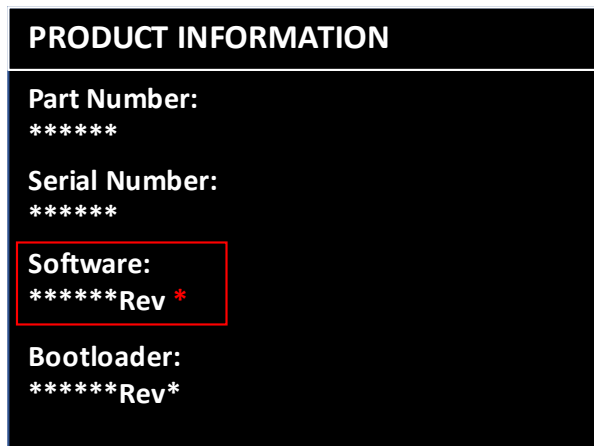 PRODUCT INFORMATION
Part Number:
******
Serial Number:
******
Software:
******Rev *
Bootloader:
******Rev*